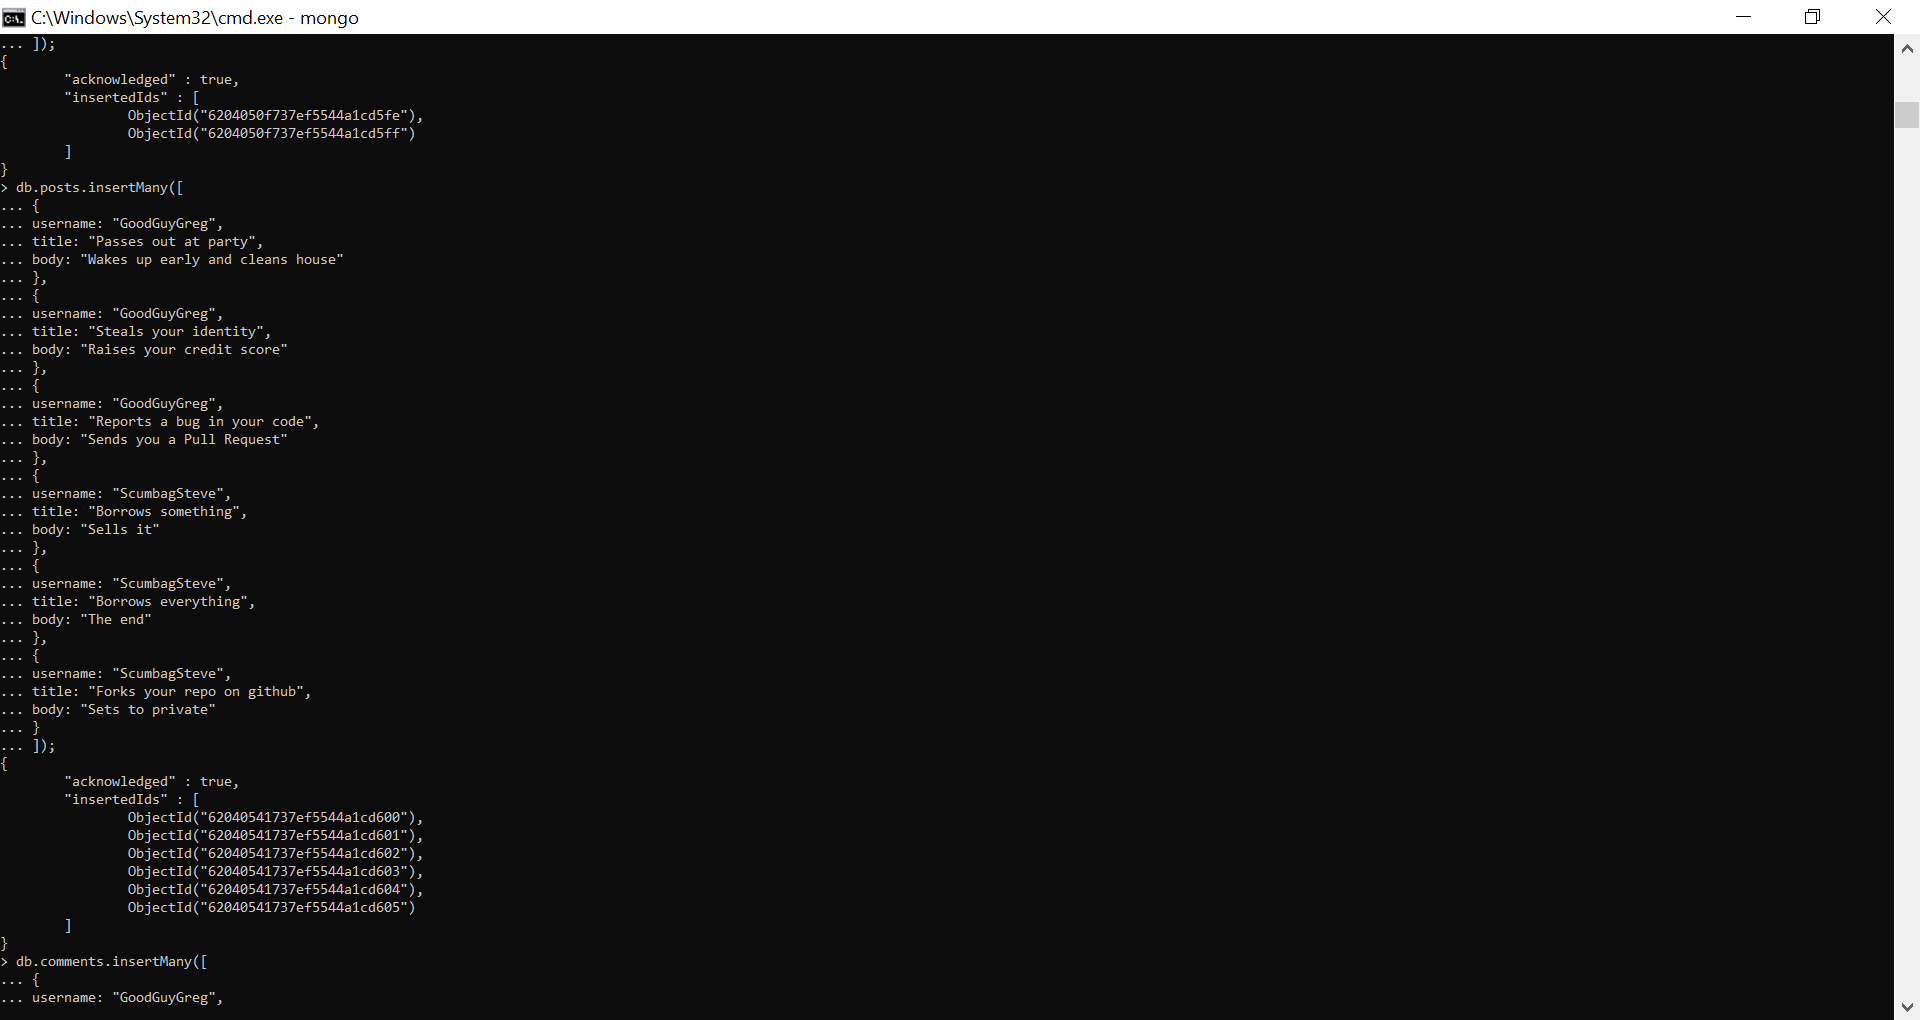 C:\Windows\System32\cmd.exe - mongo
... ]);
{
        "acknowledged" : true,
        "insertedIds" : [
                ObjectId("6204050f737ef5544a1cd5fe"),
                ObjectId("6204050f737ef5544a1cd5ff")
        ]
}
> db.posts.insertMany([
... {
... username: "GoodGuyGreg",
... title: "Passes out at party",
... body: "Wakes up early and cleans house"
... },
... {
... username: "GoodGuyGreg",
... title: "Steals your identity",
... body: "Raises your credit score"
... },
... {
... username: "GoodGuyGreg",
... title: "Reports a bug in your code",
... body: "Sends you a Pull Request"
... },
... {
... username: "ScumbagSteve",
... title: "Borrows something",
... body: "Sells it"
... },
... {
... username: "ScumbagSteve",
... title: "Borrows everything",
... body: "The end"
... },
... {
... username: "ScumbagSteve",
... title: "Forks your repo on github",
... body: "Sets to private"
... }
... ]);
{
        "acknowledged" : true,
        "insertedIds" : [
                ObjectId("62040541737ef5544a1cd600"),
                ObjectId("62040541737ef5544a1cd601"),
                ObjectId("62040541737ef5544a1cd602"),
                ObjectId("62040541737ef5544a1cd603"),
                ObjectId("62040541737ef5544a1cd604"),
                ObjectId("62040541737ef5544a1cd605")
        ]
}
> db.comments.insertMany([
... {
... username: "GoodGuyGreg",